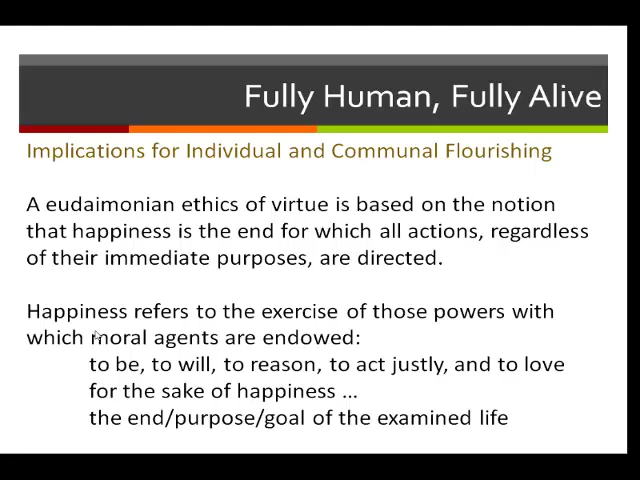 Fully Human, Fully Alive
Implications for Individual and Communal Flourishing
A eudaimonian ethics of virtue is based on the notion
that happiness is the end for which all actions, regardless
of their immediate purposes, are directed.
Happiness refers to the exercise of those powers with
which moral agents are endowed:
to be, to will, to reason, to act justly, and to love
for the sake of happiness ...
the end/purpose/goal of the examined life